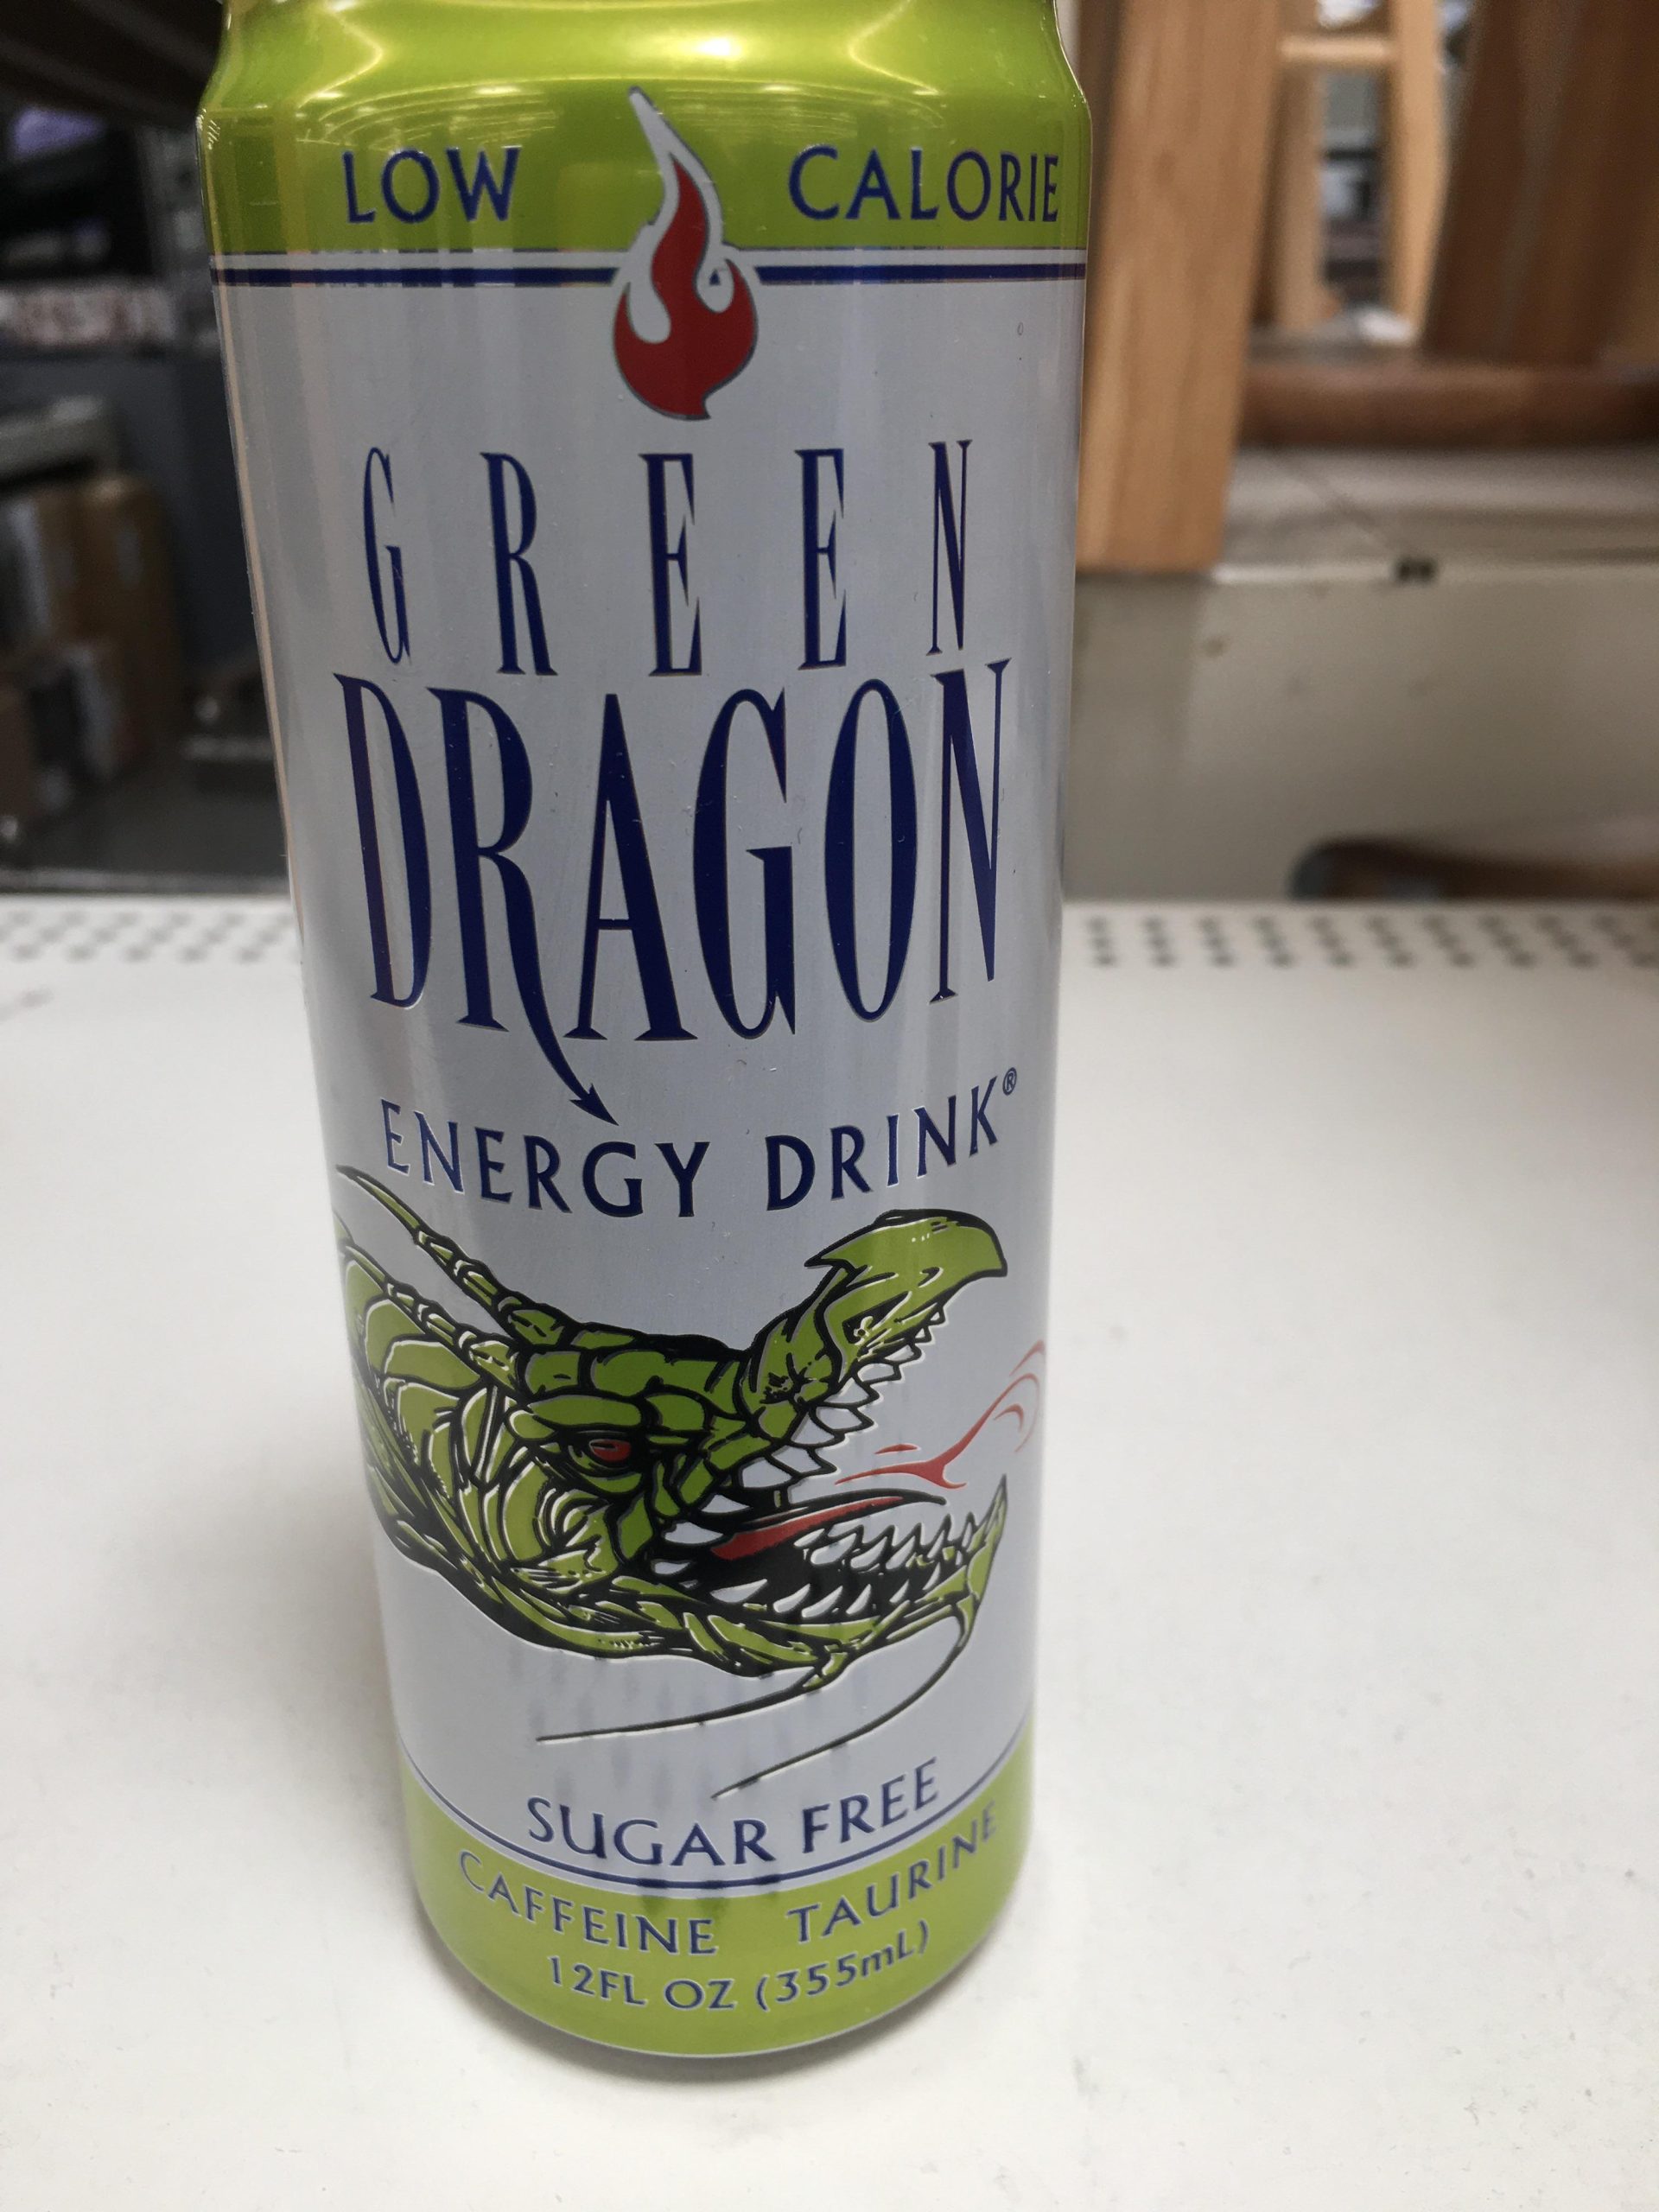 LOW CALORIE
GREEN
DRAGON
ENERGY DRINK®
SUGAR FREE
CAFFEINE TAURINE
12FL OZ (355mL)